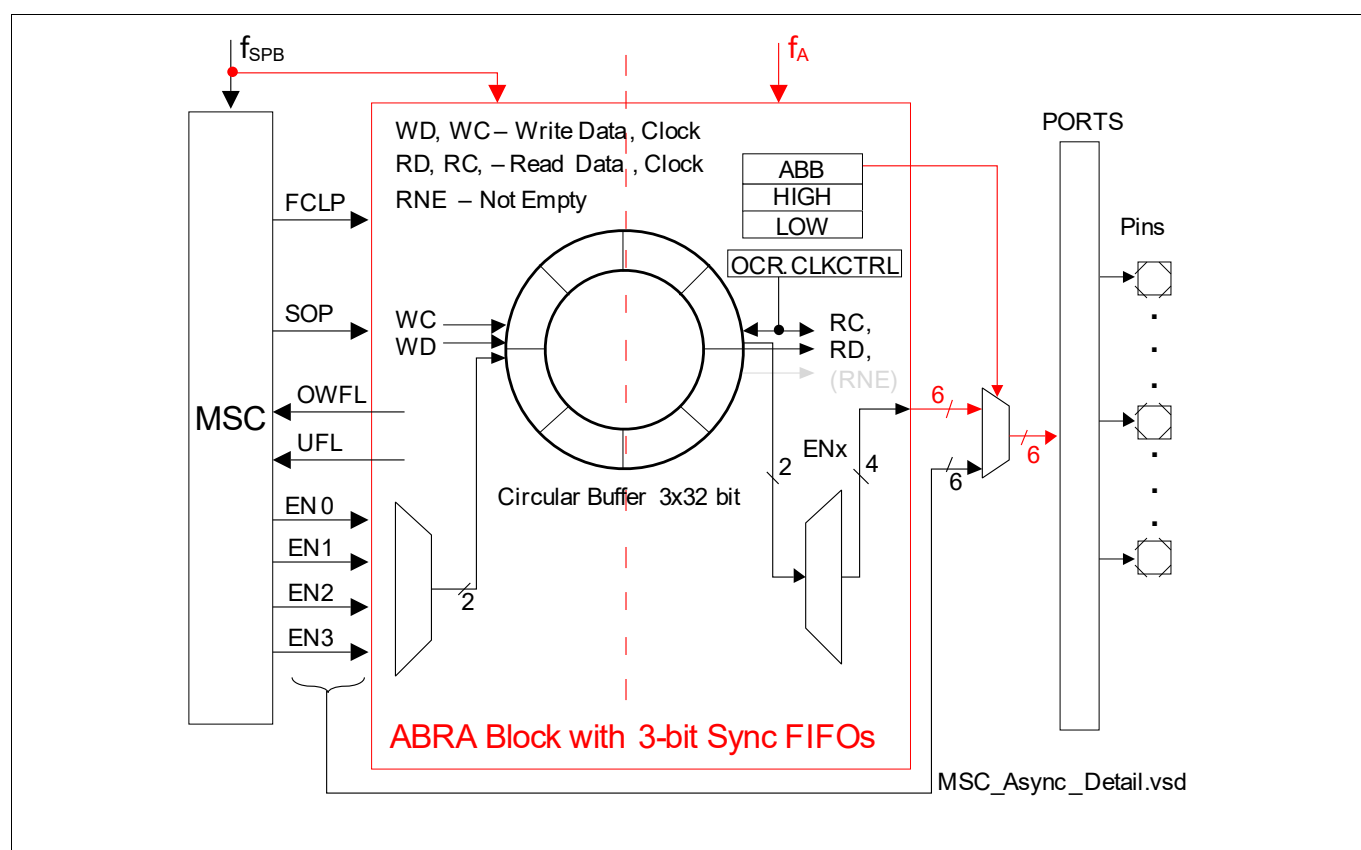 fSPB
fA
WD, WC – Write Data, Clock
RD, RC, – Read Data, Clock
RNE – Not Empty
PORTS
ABB
HIGH
LOW
FCLP
Pins
OCR.CLKCTRL
SOP
WC
WD
RC,
RD,
(RNE)
OWFL
MSC
UFL
6
6
6
ENx
2
4
Circular Buffer 3x32 bit
EN0
EN1
EN2
EN3
2
ABRA Block with 3-bit Sync FIFOs
MSC_Async_Detail.vsd